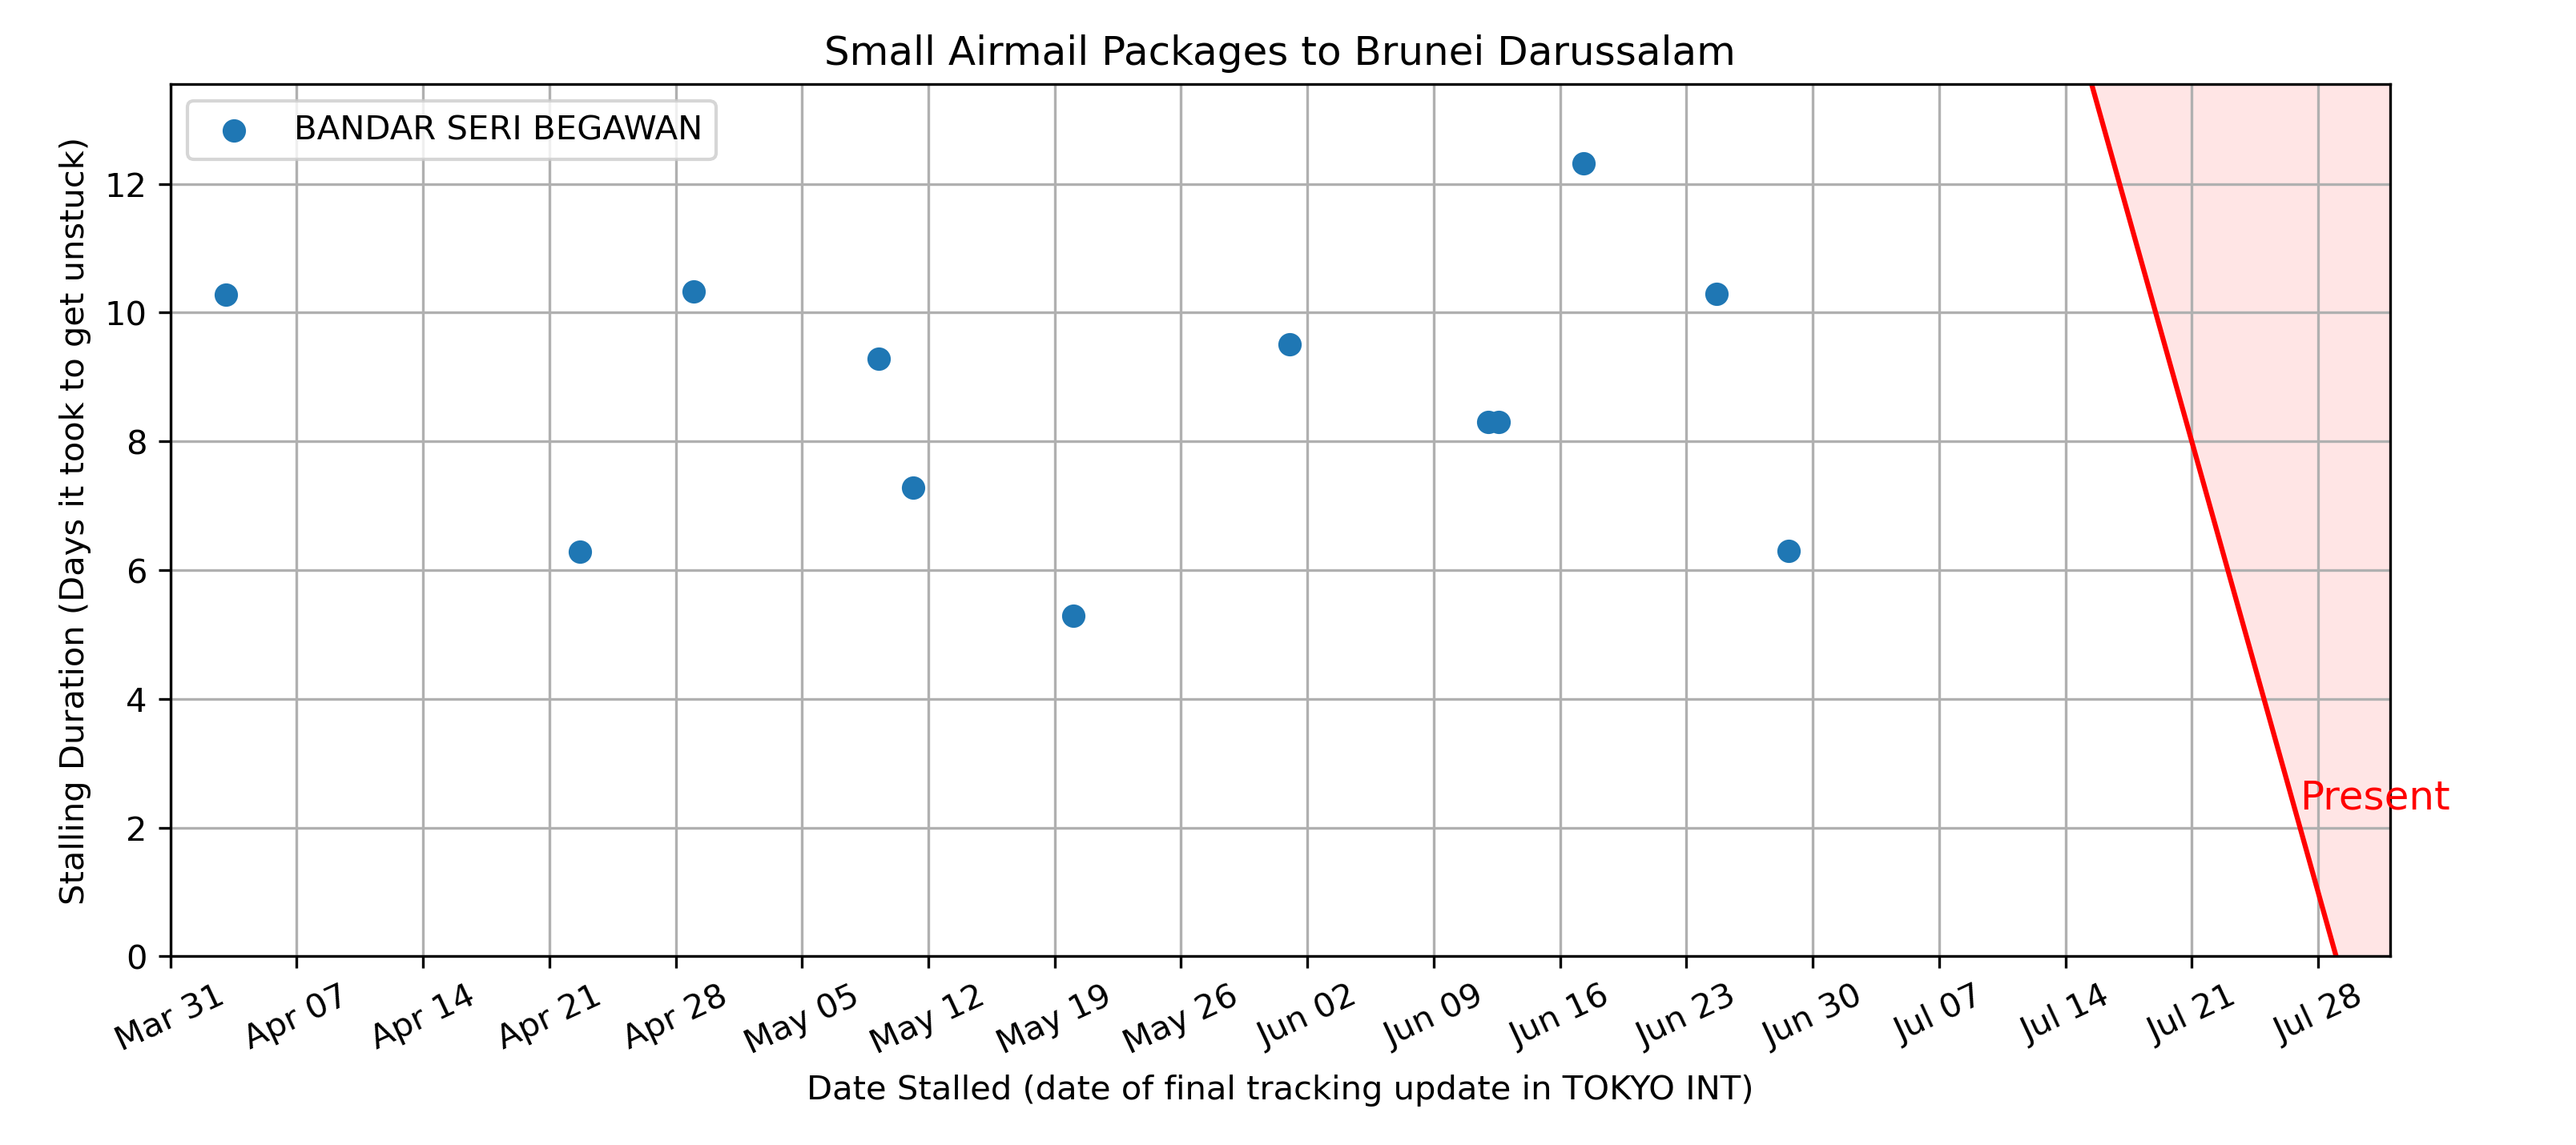 Small Airmail Packages to Brunei Darussalam
BANDAR SERI BEGAWAN
Stalling Duration (Days it took to get unstuck)
12
10
8
6
4
2
0
Present
Mar 31
Apr 07
Apr 14
Apr 21
Apr 28
May 05
May 12
May 19
May 26
Jun 02
Jun 09
Jun 16
Jun 23
Jun 30
Jul 07
Jul 14
Jul 21
Jul 28
Date Stalled (date of final tracking update in TOKYO INT)